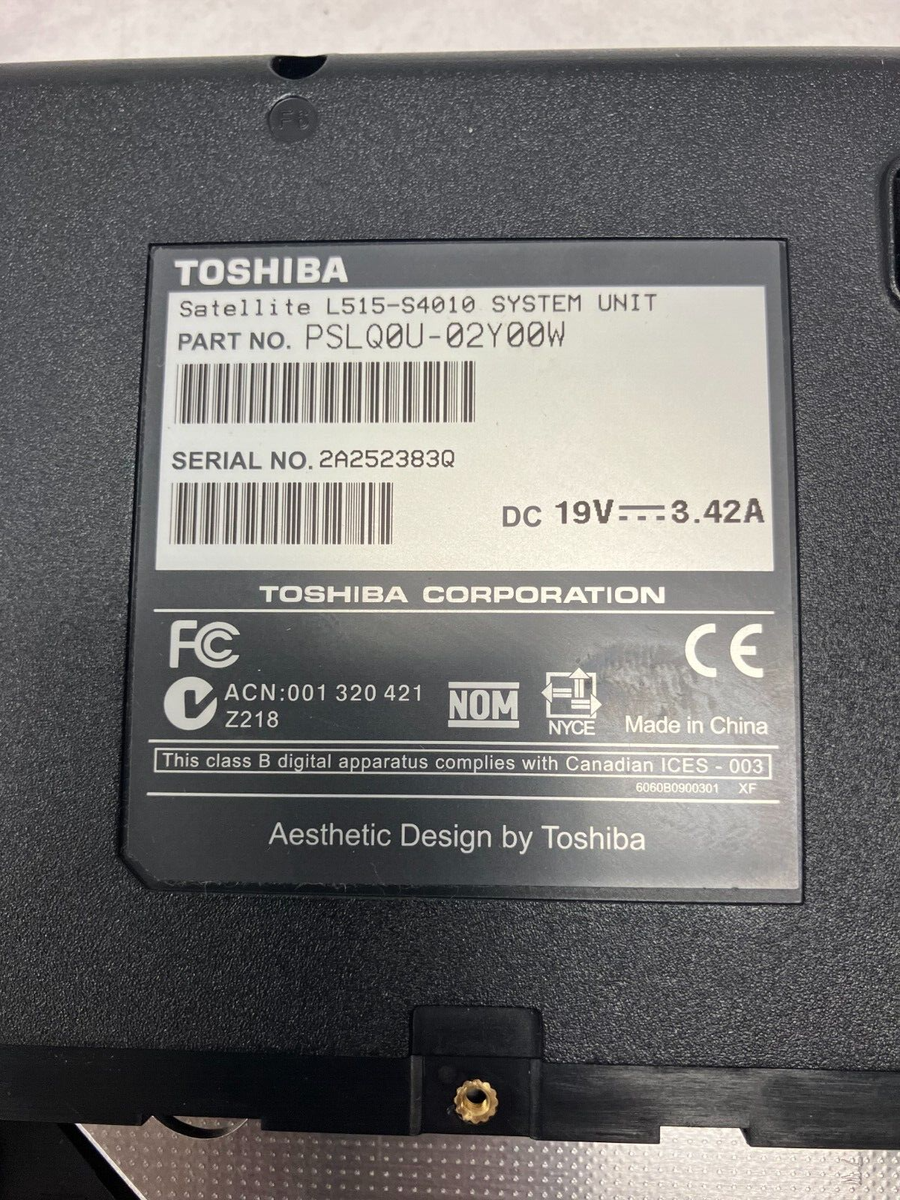 TOSHIBA
Satellite L515-S4010 SYSTEM UNIT
PART NO. PSLQ0U-02Y00W
SERIAL NO. 2A252383Q
DC 19V⎓3.42A
TOSHIBA CORPORATION
FC CE
ACN:001 320 421
Z218
NOM
NYCE
Made in China
This class B digital apparatus complies with Canadian ICES - 003
6060B0900301 XF
Aesthetic Design by Toshiba